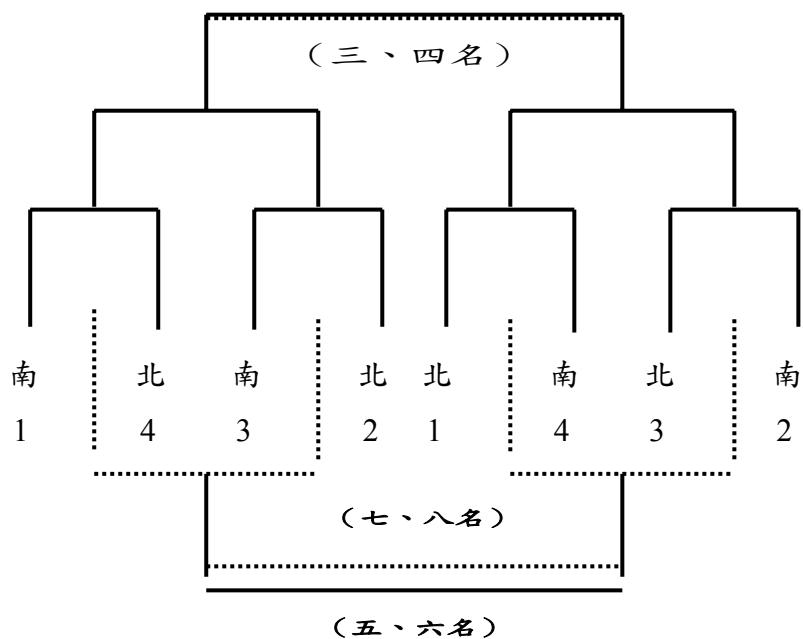 （三、四名）
南 北 南 北 北 南 北 南
1 4 3 2 1 4 3 2
（七、八名）
（五、六名）